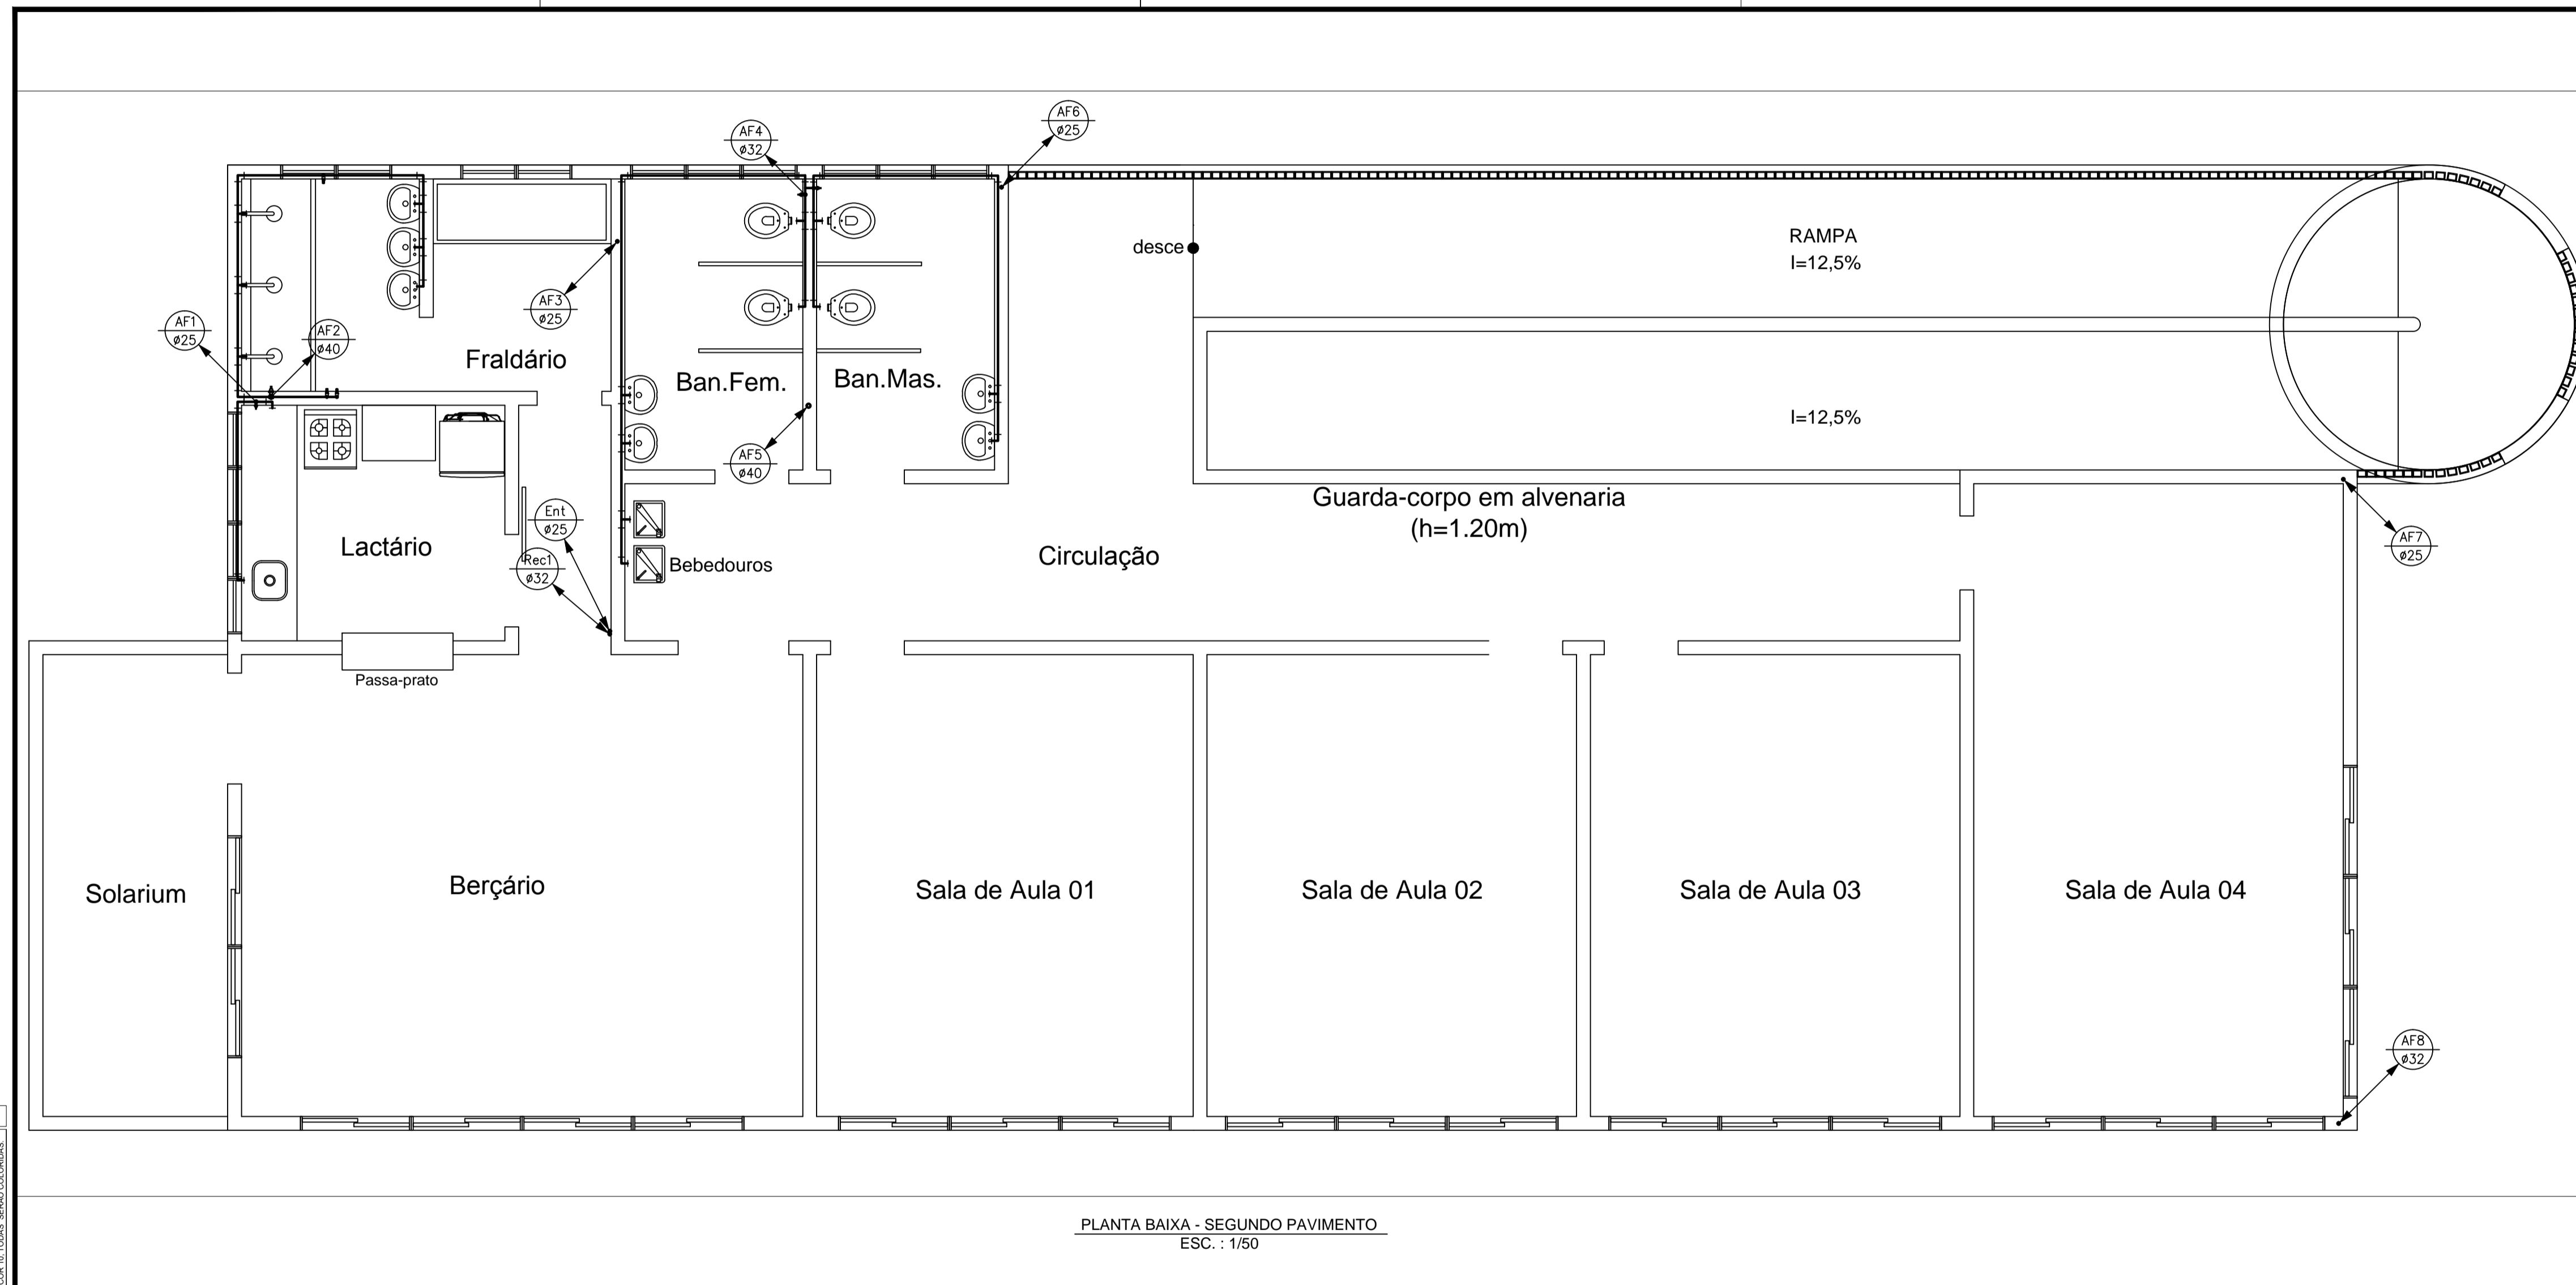 AF6
ø25
AF4
ø32
RAMPA
I=12,5%
desce
AF3
ø25
AF1
ø25
AF2
ø40
Fraldário
Ban.Fem.
Ban.Mas.
I=12,5%
AF5
ø40
Guarda-corpo em alvenaria
(h=1.20m)
Ent
ø25
Lactário
Rec1
ø32
Bebedouros
Circulação
AF7
ø25
Passa-prato
Solarium
Berçário
Sala de Aula 01
Sala de Aula 02
Sala de Aula 03
Sala de Aula 04
AF8
ø32
PLANTA BAIXA - SEGUNDO PAVIMENTO
ESC. : 1/50
TODAS SERÃO COLORIDAS.